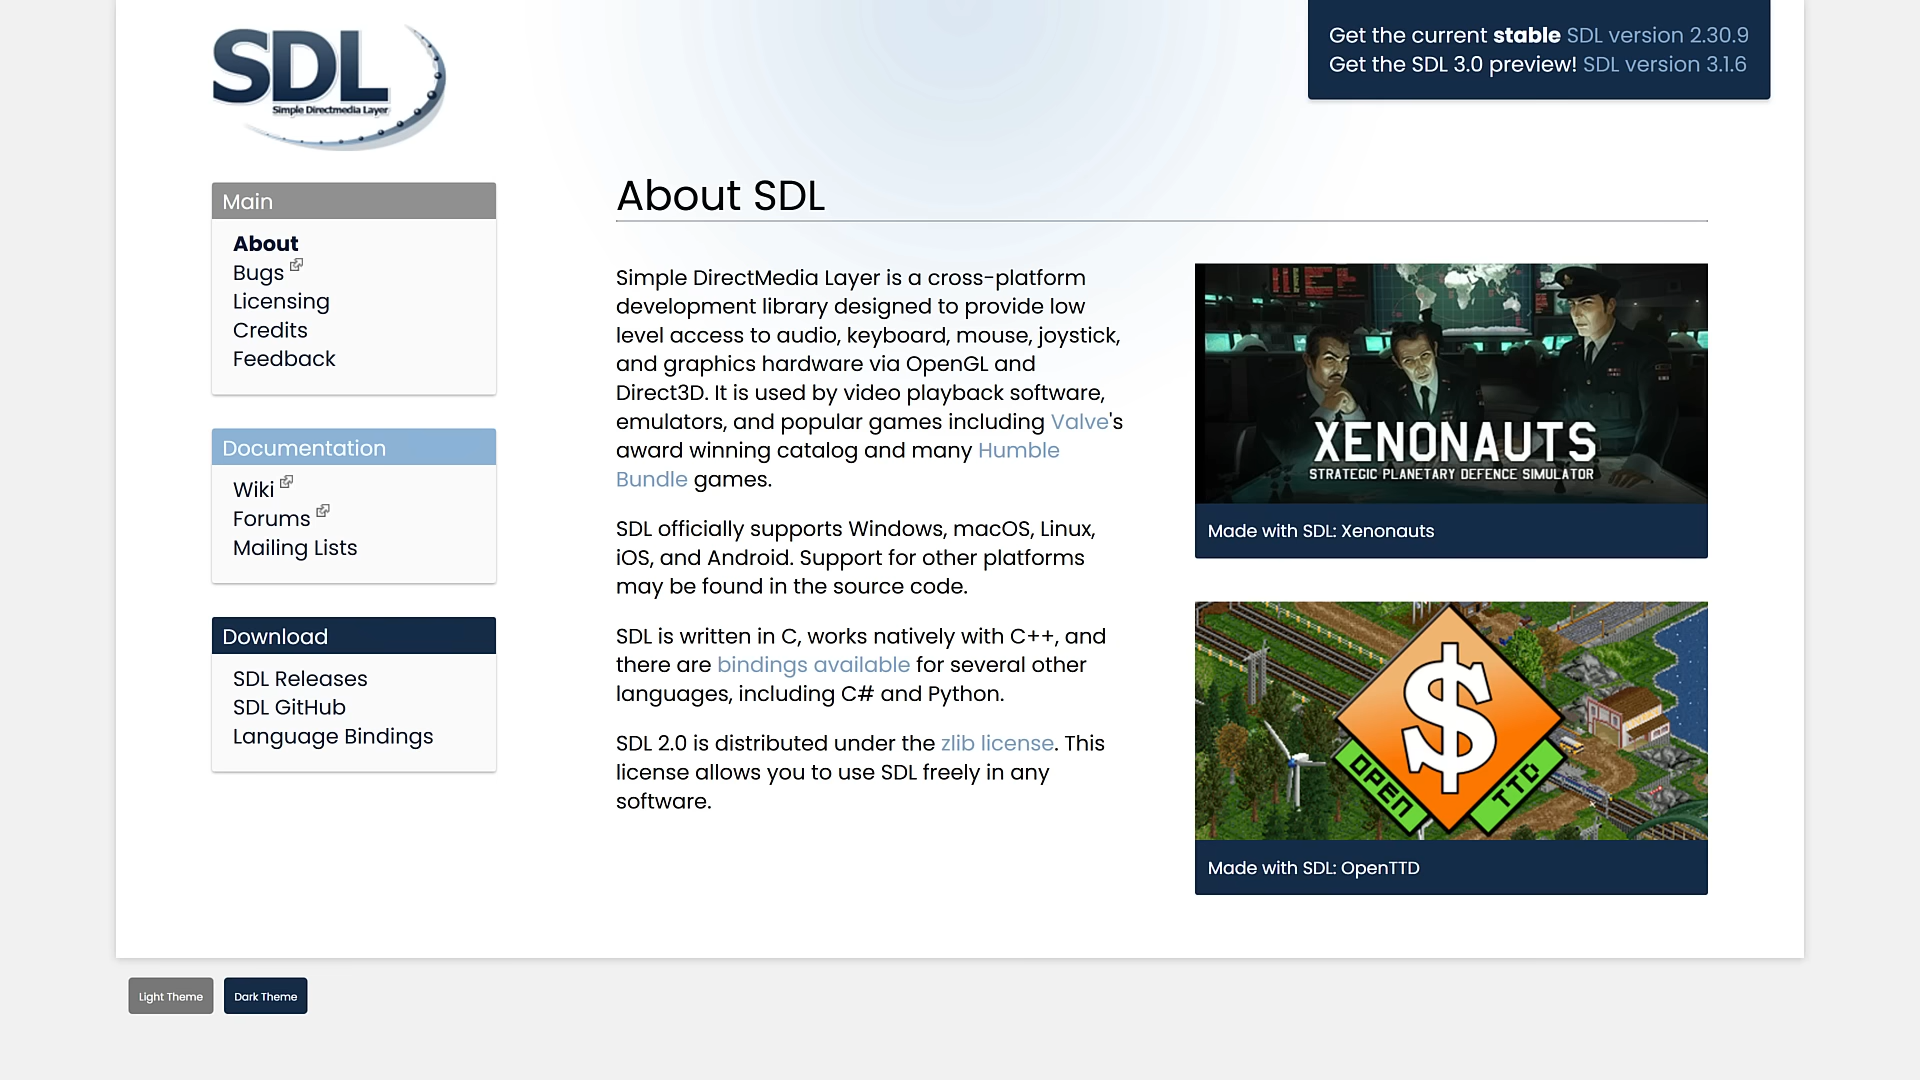 SDL
Simple Directmedia Layer
Get the current stable SDL version 2.30.9
Get the SDL 3.0 preview! SDL version 3.1.6
Main
About
Bugs
Licensing
Credits
Feedback
Documentation
Wiki
Forums
Mailing Lists
Download
SDL Releases
SDL GitHub
Language Bindings
About SDL
Simple DirectMedia Layer is a cross-platform
development library designed to provide low
level access to audio, keyboard, mouse, joystick,
and graphics hardware via OpenGL and
Direct3D. It is used by video playback software,
emulators, and popular games including Valve's
award winning catalog and many Humble
Bundle games.
SDL officially supports Windows, macOS, Linux,
iOS, and Android. Support for other platforms
may be found in the source code.
SDL is written in C, works natively with C++, and
there are bindings available for several other
languages, including C# and Python.
SDL 2.0 is distributed under the zlib license. This
license allows you to use SDL freely in any
software.
XENONAUTS
STRATEGIC PLANETARY DEFENCE SIMULATOR
Made with SDL: Xenonauts
$
OPEN TTD
Made with SDL: OpenTTD
Light Theme
Dark Theme